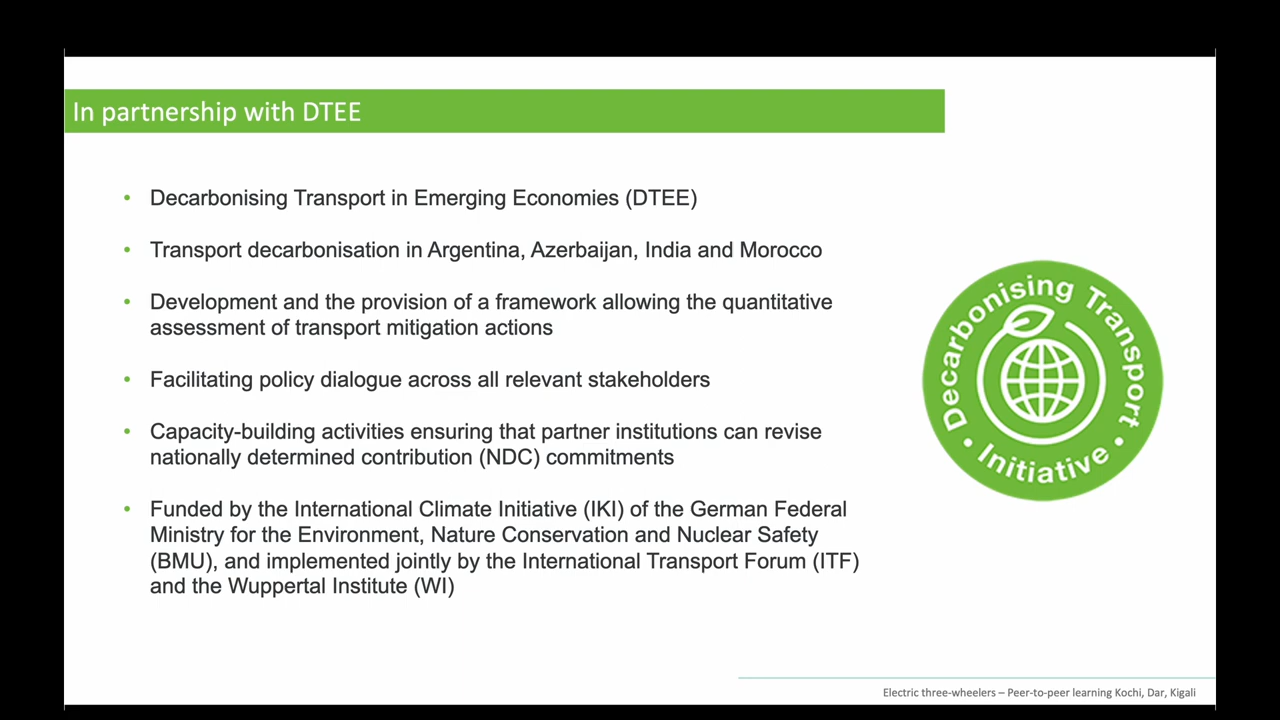 In partnership with DTEE
• Decarbonising Transport in Emerging Economies (DTEE)
• Transport decarbonisation in Argentina, Azerbaijan, India and Morocco
• Development and the provision of a framework allowing the quantitative
assessment of transport mitigation actions
• Facilitating policy dialogue across all relevant stakeholders
• Capacity-building activities ensuring that partner institutions can revise
nationally determined contribution (NDC) commitments
• Funded by the International Climate Initiative (IKI) of the German Federal
Ministry for the Environment, Nature Conservation and Nuclear Safety
(BMU), and implemented jointly by the International Transport Forum (ITF)
and the Wuppertal Institute (WI)
Decarbonising Transport
• Initiative •
Electric three-wheelers – Peer-to-peer learning Kochi, Dar, Kigali